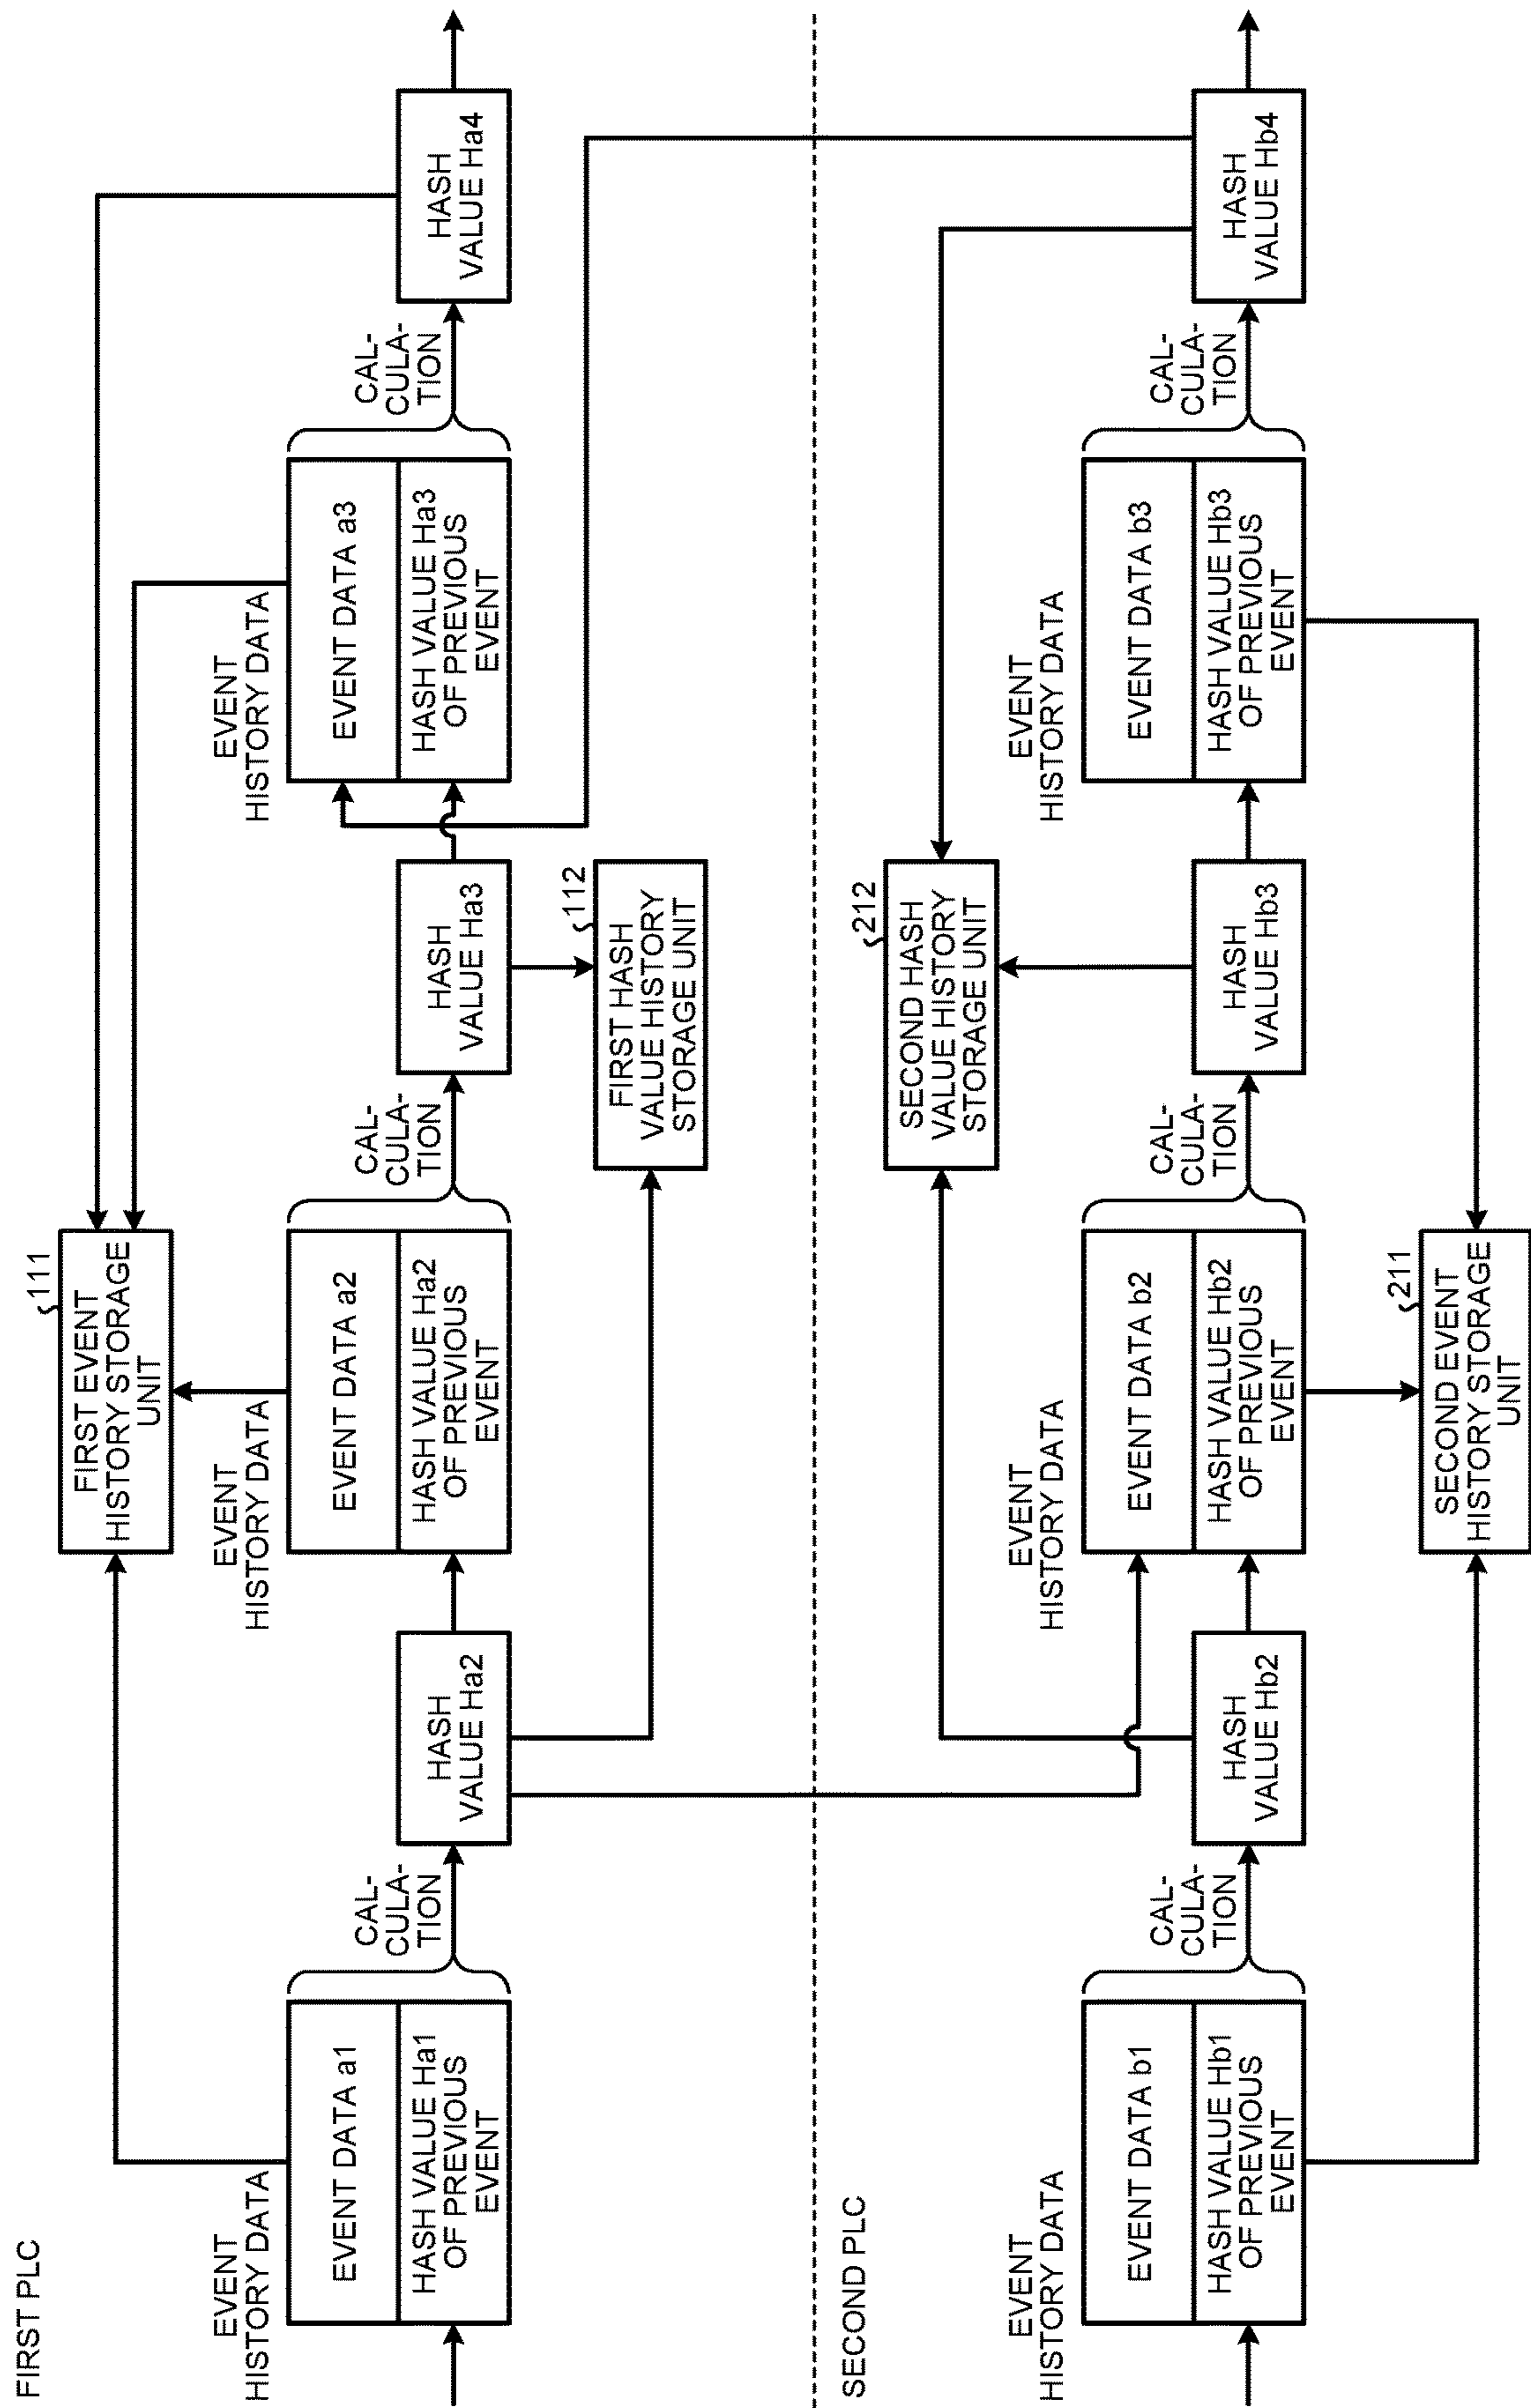 FIRST PLC
111
FIRST EVENT
HISTORY STORAGE
UNIT
EVENT
HISTORY DATA
EVENT DATA a1
HASH VALUE Ha1
OF PREVIOUS
EVENT
CAL-
CULA-
TION
HASH
VALUE Ha2
EVENT
HISTORY DATA
EVENT DATA a2
HASH VALUE Ha2
OF PREVIOUS
EVENT
CAL-
CULA-
TION
HASH
VALUE Ha3
EVENT
HISTORY DATA
EVENT DATA a3
HASH VALUE Ha3
OF PREVIOUS
EVENT
CAL-
CULA-
TION
HASH
VALUE Ha4
112
FIRST HASH
VALUE HISTORY
STORAGE UNIT
SECOND PLC
212
SECOND HASH
VALUE HISTORY
STORAGE UNIT
EVENT
HISTORY DATA
EVENT DATA b1
HASH VALUE Hb1
OF PREVIOUS
EVENT
CAL-
CULA-
TION
HASH
VALUE Hb2
EVENT
HISTORY DATA
EVENT DATA b2
HASH VALUE Hb2
OF PREVIOUS
EVENT
CAL-
CULA-
TION
HASH
VALUE Hb3
EVENT
HISTORY DATA
EVENT DATA b3
HASH VALUE Hb3
OF PREVIOUS
EVENT
CAL-
CULA-
TION
HASH
VALUE Hb4
211
SECOND EVENT
HISTORY STORAGE
UNIT